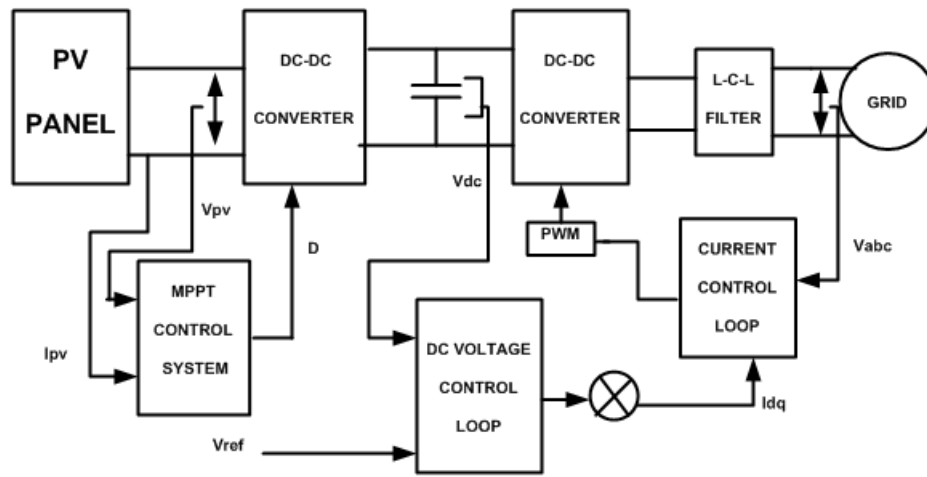 PV
PANEL
DC-DC
CONVERTER
DC-DC
CONVERTER
L-C-L
FILTER
GRID
Vpv
Vdc
D
PWM
Vabc
CURRENT
CONTROL
LOOP
MPPT
CONTROL
SYSTEM
Ipv
DC VOLTAGE
CONTROL
LOOP
Idq
Vref